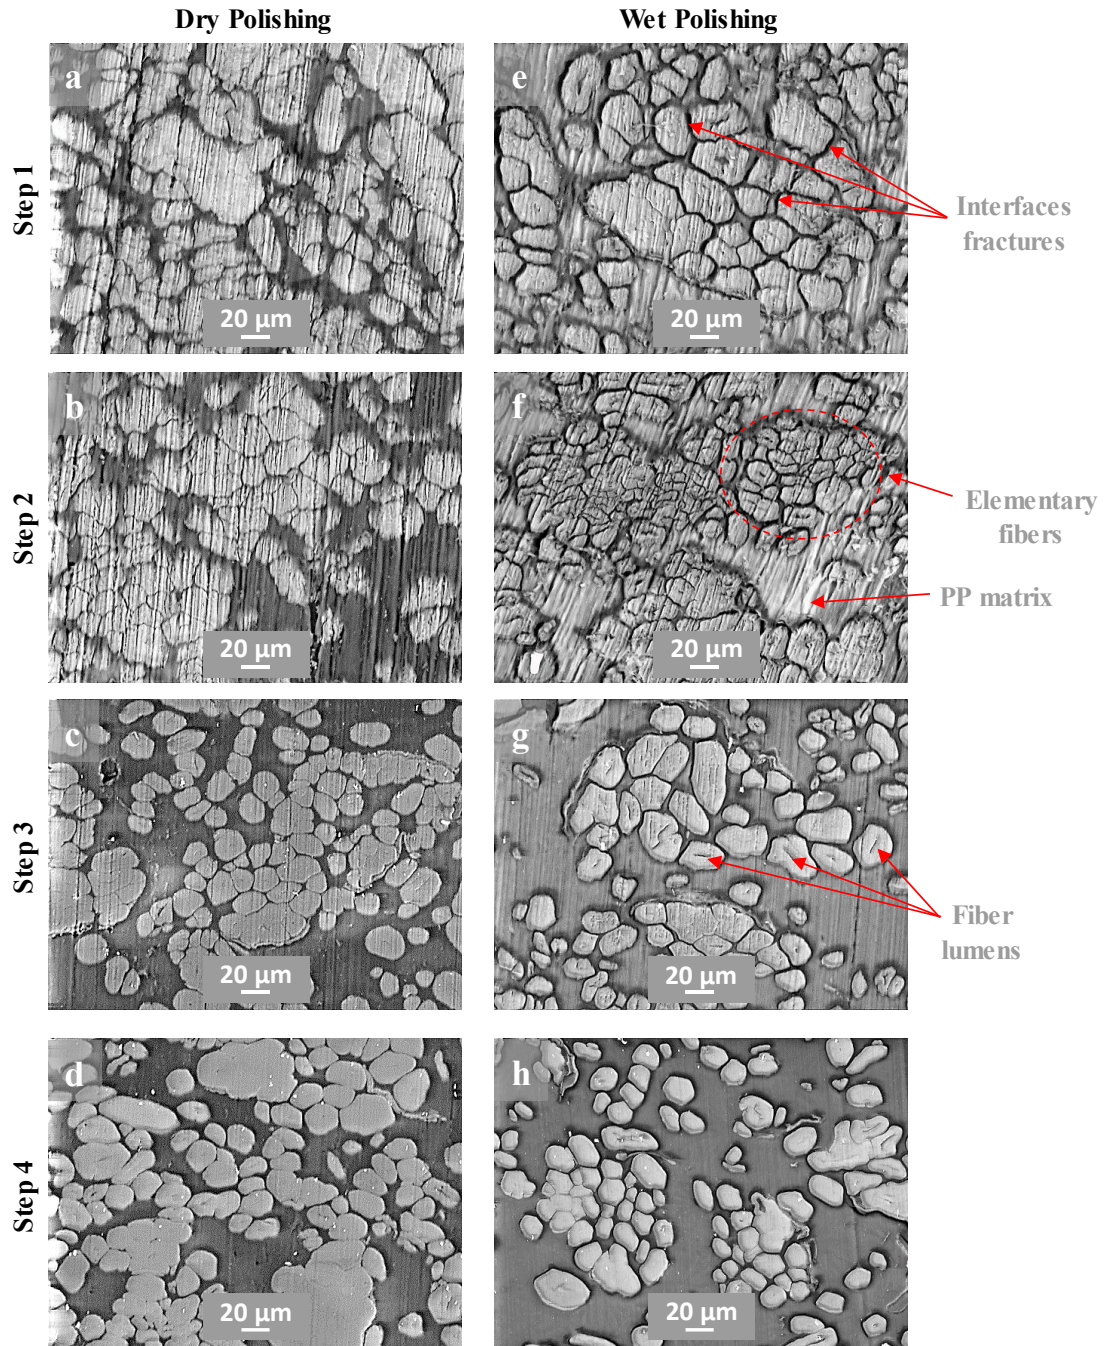 Dry Polishing
Wet Polishing
Step 1
a
20 µm
e
20 µm
Interfaces
fractures
Step 2
b
20 µm
f
20 µm
Elementary
fibers
PP matrix
Step 3
c
20 µm
g
20 µm
Fiber
lumens
Step 4
d
20 µm
h
20 µm